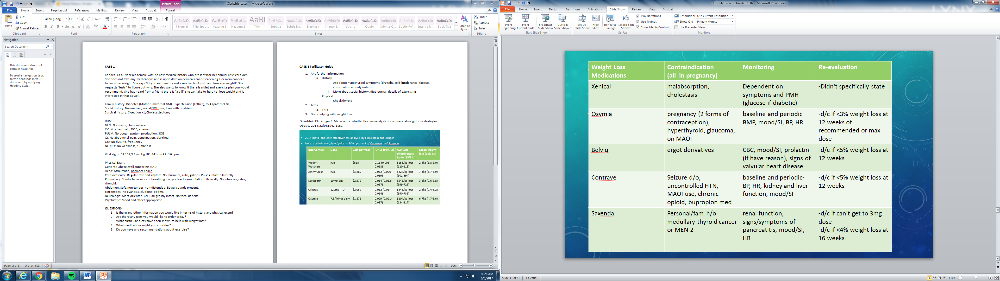 Picture Tools
Clerkship cases - Microsoft Word
File Home Insert Page Layout References Mailings Review View Acrobat Format
Paste
Cut
Copy
Format Painter
Clipboard
Calibri (Body) 11
Font
Paragraph
AaBbCcDc AaBbCcDc AaBbCc AaBbCc AaBl AaBbCcL AaBbCcDc AaBbCcDt AaBbCcDt AaBbCcDc AaBbCcDt AaBbCcDt AaBbCcDc AaBbCcDc AaBbCcDt
¶ Normal ¶ No Spaci... Heading 1 Heading 2 Title Subtitle Subtle Em... Emphasis Intense E... Strong Quote Intense Q... Subtle Ref... Intense R... Book Title
Change
Styles
Styles
Find
Replace
Select
Editing
Navigation
Search Document
This document does not
contain headings.
To create navigation tabs,
create headings in your
document by applying
Heading Styles.
CASE 1
Kendra is a 45 year old female with no past medical history who presents for her annual physical exam.
She does not take any medications and is up to date on cervical cancer screening. Her main concern
today is her weight. She says "I try to eat healthy and exercise, but I just can't lose any weight!" She
requests "tests" to figure out why. She also wants to know if there is a diet and exercise plan you would
recommend. She has heard from a friend there is "a pill" she can take to help her lose weight and is
interested in that as well.
Family history: Diabetes (Mother, maternal GM), Hypertension (Father), CVA (paternal GF)
Social history: Nonsmoker, social EtOH use, lives with boyfriend
Surgical history: C-section x1, Cholecystectomy
ROS:
GEN: No fevers, chills, malaise
CV: No chest pain, DOE, edema
PULM: No cough, sputum production, SOB
GI: No abdominal pain, constipation, diarrhea
GU: No dysuria, frequency
NEURO: No weakness, numbness
Vital signs: BP 137/88 mmHg HR: 84 bpm RR: 16 bpm
Physical Exam:
General: Obese, well appearing, NAD.
Head: Atraumatic, normocephalic
Cardiovascular: Regular rate and rhythm. No murmurs, rubs, gallops. Pulses intact bilaterally
Pulmonary: Comfortable work of breathing. Lungs clear to auscultation bilaterally. No wheezes, rales,
rhonchi.
Abdomen: Soft, non-tender, non-distended. Bowel sounds present.
Extremities: No cyanosis, clubbing, edema.
Neurologic: Alert, oriented. CN II-XII grossly intact. No focal deficits.
Psychiatric: Mood and affect appropriate.
QUESTIONS:
1. Is there any other information you would like in terms of history and physical exam?
2. Are there any tests you would like to order today?
3. What particular diets have been shown to help with weight loss?
4. What medications might you consider?
5. Do you have any recommendations about exercise?
CASE 1 Facilitator Guide
1. Any further information
a. History
i. Ask about hypothyroid symptoms (dry skin, cold intolerance; fatigue,
constipation already noted)
ii. More about social history: diet journal, details of exercising
b. Physical
i. Check thyroid
2. Tests
a. TFTs
3. Diets helping with weight loss
Finkelstein EA, Kruger E. Meta- and cost-effectiveness analysis of commercial weight loss strategies.
Obesity 2014;22(9):1942-1951
• 2014 meta- and cost-effectiveness analysis by Finkelstein and Kruger
• Note: analysis completed prior to FDA approval of Contrave and Saxenda
Intervention Dose Cost per year QALY (95% CI) Avg Cost Effectiveness Ratio (95% CI) Mean weight loss (95% CI)
Weight Watchers n/a $515 0.11 (0.008-0.013) $155/kg lost (110-218) 2.4kg (1.8-3.0)
Jenny Craig n/a $3,289 0.032 (0.026-0.039) $424/kg lost (302-594) 7.4kg (5.7-8.9)
Lorcaserin 10mg BID $2,572 0.014 (0.012-0.017) $545/kg lost (399-725) 3.2kg (2.6-3.8)
Orlistat 120mg TID $2,059 0.012 (0.01-0.014) $546/kg lost (390-736) 2.8kg (2.4-3.2)
Qsymia 7.5/46mg daily $1,871 0.029 (0.021-0.037) $204/kg lost (134-317) 6.7kg (4.7-8.6)
Page: 2 of 3 Words: 693
90%
11:28 AM
6/6/2017
Obesity Presentation 6-15-16 - Microsoft PowerPoint
File Home Insert Design Transitions Animations Slide Show Review View Acrobat
From Beginning
From Current Slide
Broadcast Slide Show
Custom Slide Show
Start Slide Show
Set Up Slide Show
Hide Slide
Rehearse Timings
Record Slide Show
Play Narrations
Use Timings
Show Media Controls
Set Up
Resolution: Use Current Resolution
Show On: Primary Monitor
Use Presenter View
Monitors
Weight Loss Medications
Contraindication (all in pregnancy)
Monitoring
Re-evaluation
Xenical
malabsorption, cholestasis
Dependent on symptoms and PMH (glucose if diabetic)
-Didn't specifically state
Qsymia
pregnancy (2 forms of contraception), hyperthyroid, glaucoma, on MAOI
baseline and periodic BMP, mood/SI, BP, HR
-d/c if <3% weight loss at 12 weeks of recommended or max dose
Belviq
ergot derivatives
CBC, mood/SI, prolactin (if have reason), signs of valvular heart disease
-d/c if <5% weight loss at 12 weeks
Contrave
Seizure d/o, uncontrolled HTN, MAOI use, chronic opioid, bupropion med
baseline and periodic-BP, HR, kidney and liver function, mood/SI
-d/c if <5% weight loss at 12 weeks
Saxenda
Personal/fam h/o medullary thyroid cancer or MEN 2
renal function, signs/symptoms of pancreatitis, mood/SI, HR
-d/c if can't get to 3mg dose
-d/c if <4% weight loss at 16 weeks
Slide 33 of 41 "Celestial"
110%